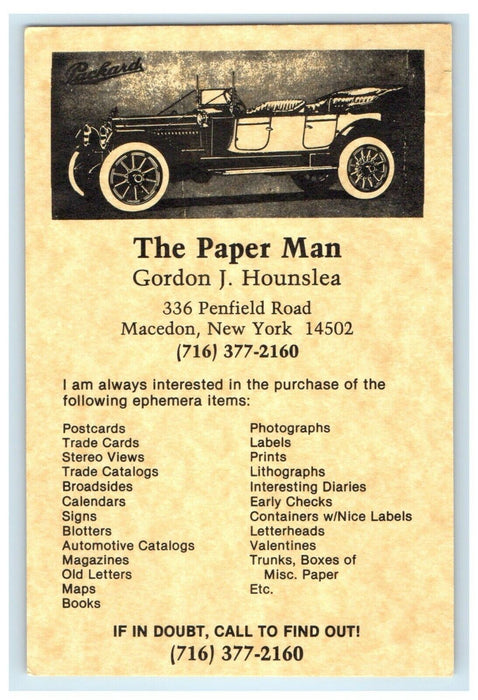 Packard
The Paper Man
Gordon J. Hounslea
336 Penfield Road
Macedon, New York 14502
(716) 377-2160
I am always interested in the purchase of the
following ephemera items:
Postcards
Trade Cards
Stereo Views
Trade Catalogs
Broadsides
Calendars
Signs
Blotters
Automotive Catalogs
Magazines
Old Letters
Maps
Books
Photographs
Labels
Prints
Lithographs
Interesting Diaries
Early Checks
Containers w/Nice Labels
Letterheads
Valentines
Trunks, Boxes of
Misc. Paper
Etc.
IF IN DOUBT, CALL TO FIND OUT!
(716) 377-2160